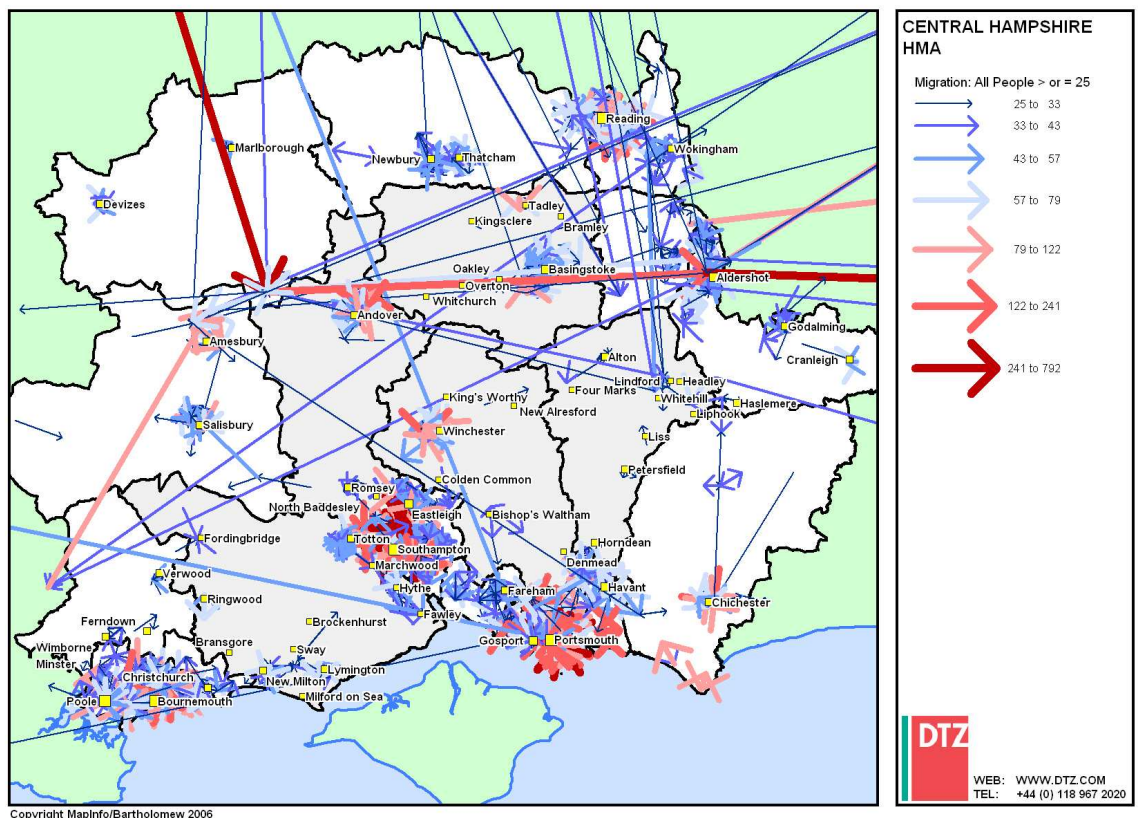 CENTRAL HAMPSHIRE
HMA
Migration: All People > or = 25
25 to 33
33 to 43
43 to 57
57 to 79
79 to 122
122 to 241
241 to 792
DTZ
WEB: WWW.DTZ.COM
TEL: +44 (0) 118 967 2020
Reading
Marlborough
Newbury
Thatcham
Wokingham
Devizes
Tadley
Kingsclere
Bramley
Oakley
Basingstoke
Overton
Aldershot
Whitchurch
Andover
Godalming
Amesbury
Alton
Cranleigh
Lindford
Headley
Four Marks
King's Worthy
Whitehill
Haslemere
New Alresford
Liphook
Salisbury
Winchester
Liss
Petersfield
Colden Common
Romsey
North Baddesley
Eastleigh
Bishop's Waltham
Fordingbridge
Totton
Southampton
Horndean
Denmead
Marchwood
Verwood
Hythe
Fareham
Havant
Ringwood
Chichester
Fawley
Ferndown
Brockenhurst
Wimborne
Minster
Bransgore
Sway
Gosport
Portsmouth
Christchurch
New Milton
Lymington
Poole
Bournemouth
Milford on Sea
Copyright MapInfo/Bartholomew 2006